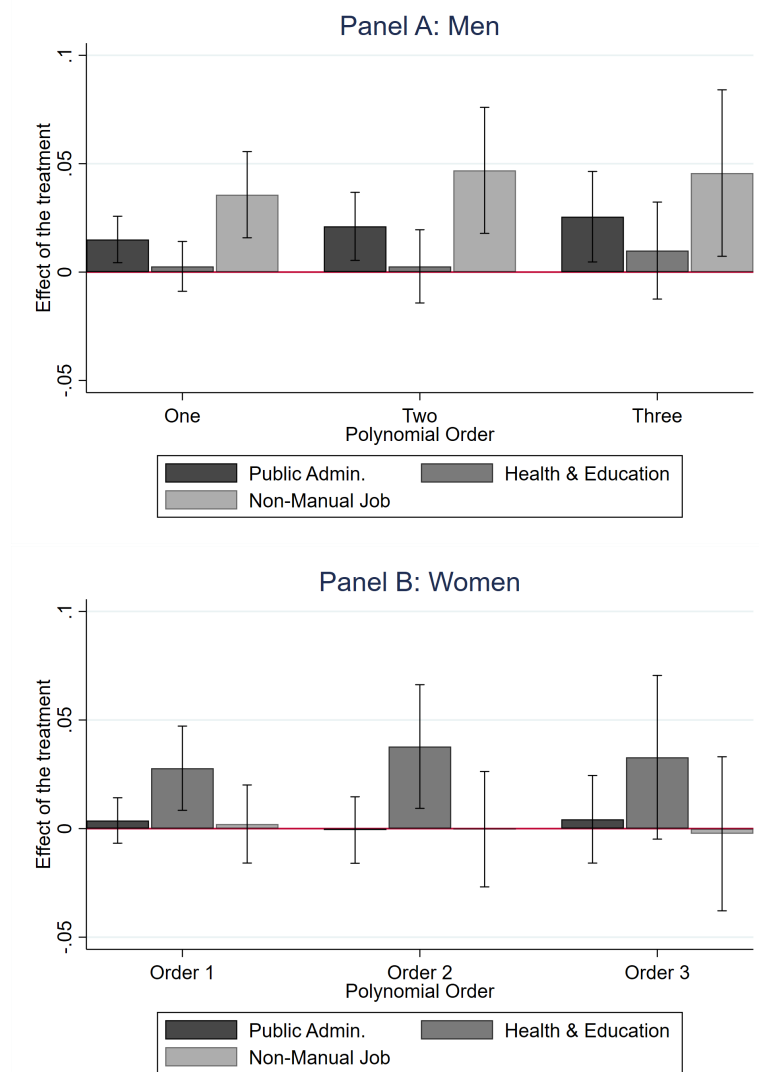 Panel A: Men
.1
.05
0
-.05
Effect of the treatment
One Two Three
Polynomial Order
Public Admin. Health & Education
Non-Manual Job
Panel B: Women
.1
.05
0
-.05
Effect of the treatment
Order 1 Order 2 Order 3
Polynomial Order
Public Admin. Health & Education
Non-Manual Job